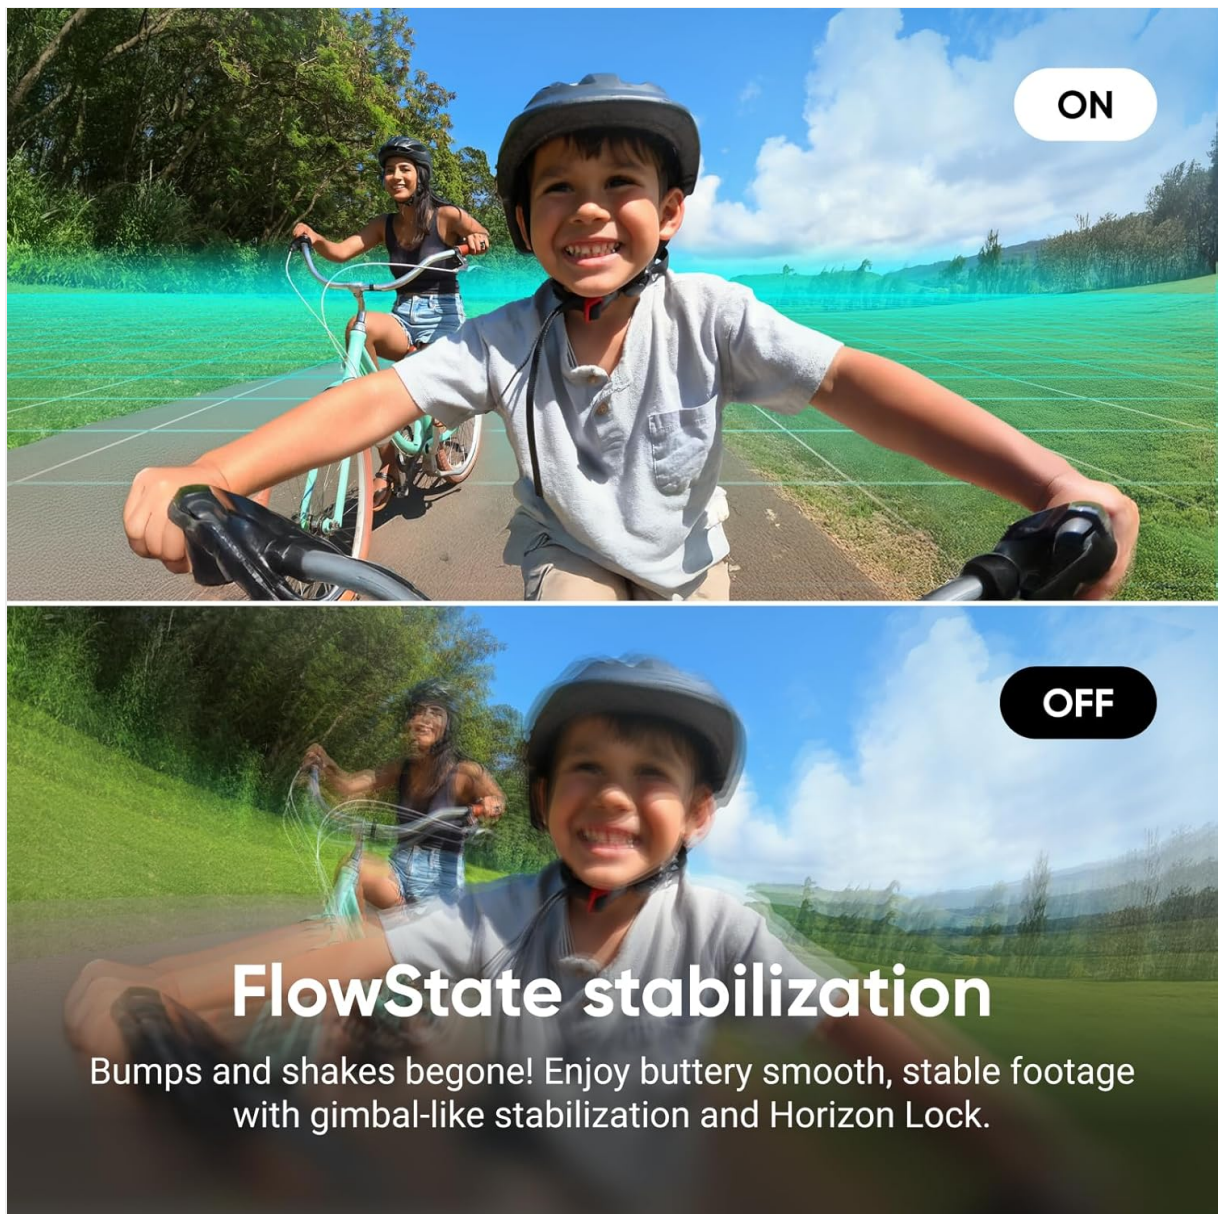 ON
OFF
FlowState stabilization
Bumps and shakes begone! Enjoy buttery smooth, stable footage
with gimbal-like stabilization and Horizon Lock.